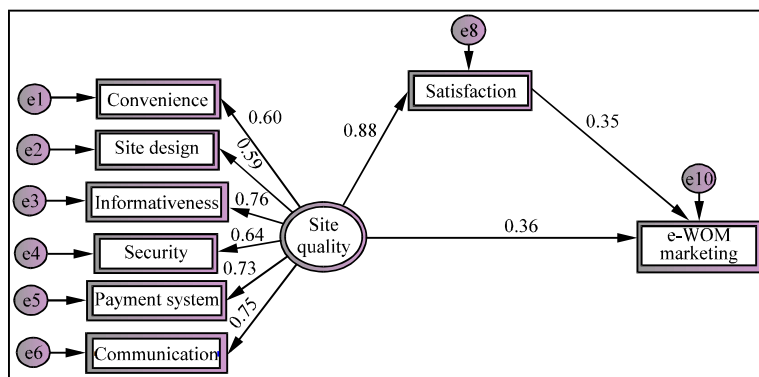 e8
e1
Convenience
Satisfaction
0.60
0.88
0.35
e2
Site design
0.59
e3
Informativeness
0.76
e10
Site
quality
0.36
e-WOM
marketing
e4
Security
0.64
e5
Payment system
0.73
e6
Communication
0.75